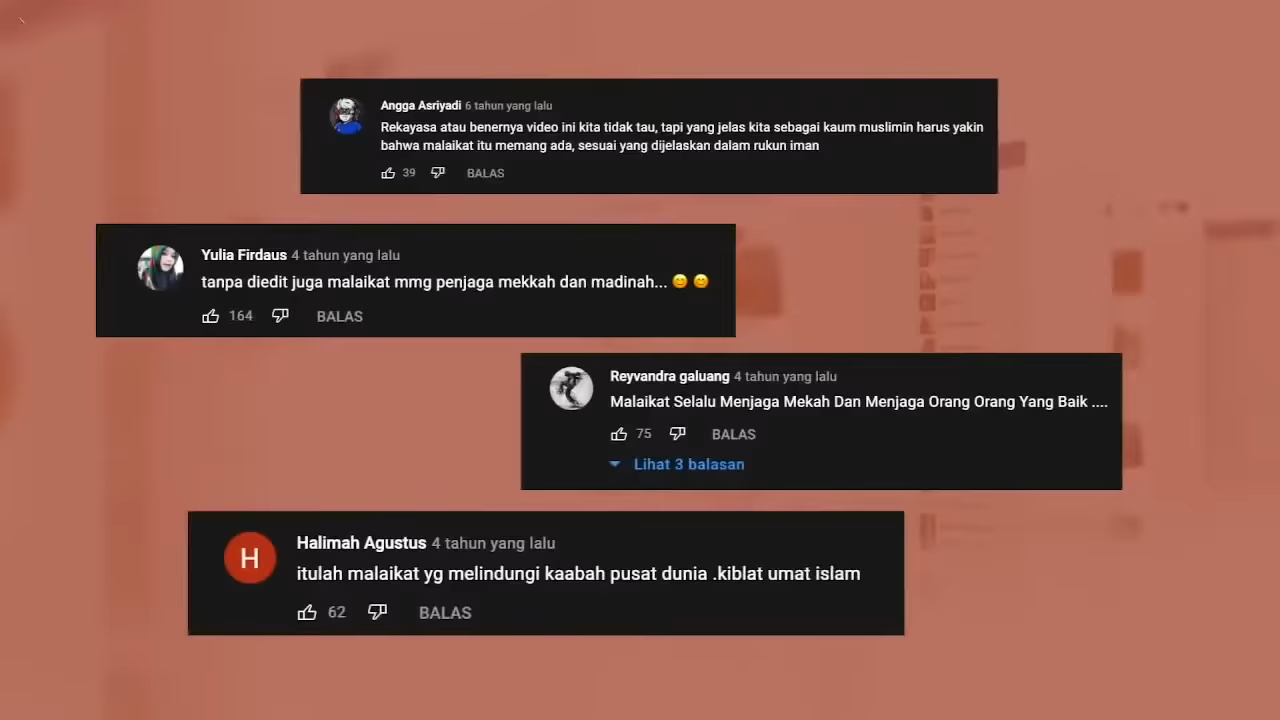 Angga Asriyadi 6 tahun yang lalu
Rekayasa atau benernya video ini kita tidak tau, tapi yang jelas kita sebagai kaum muslimin harus yakin
bahwa malaikat itu memang ada, sesuai yang dijelaskan dalam rukun iman
39 BALAS
Yulia Firdaus 4 tahun yang lalu
tanpa diedit juga malaikat mmg penjaga mekkah dan madinah... 😊 😊
164 BALAS
Reyvandra galuang 4 tahun yang lalu
Malaikat Selalu Menjaga Mekah Dan Menjaga Orang Orang Yang Baik ....
75 BALAS
Lihat 3 balasan
H
Halimah Agustus 4 tahun yang lalu
itulah malaikat yg melindungi kaabah pusat dunia .kiblat umat islam
62 BALAS